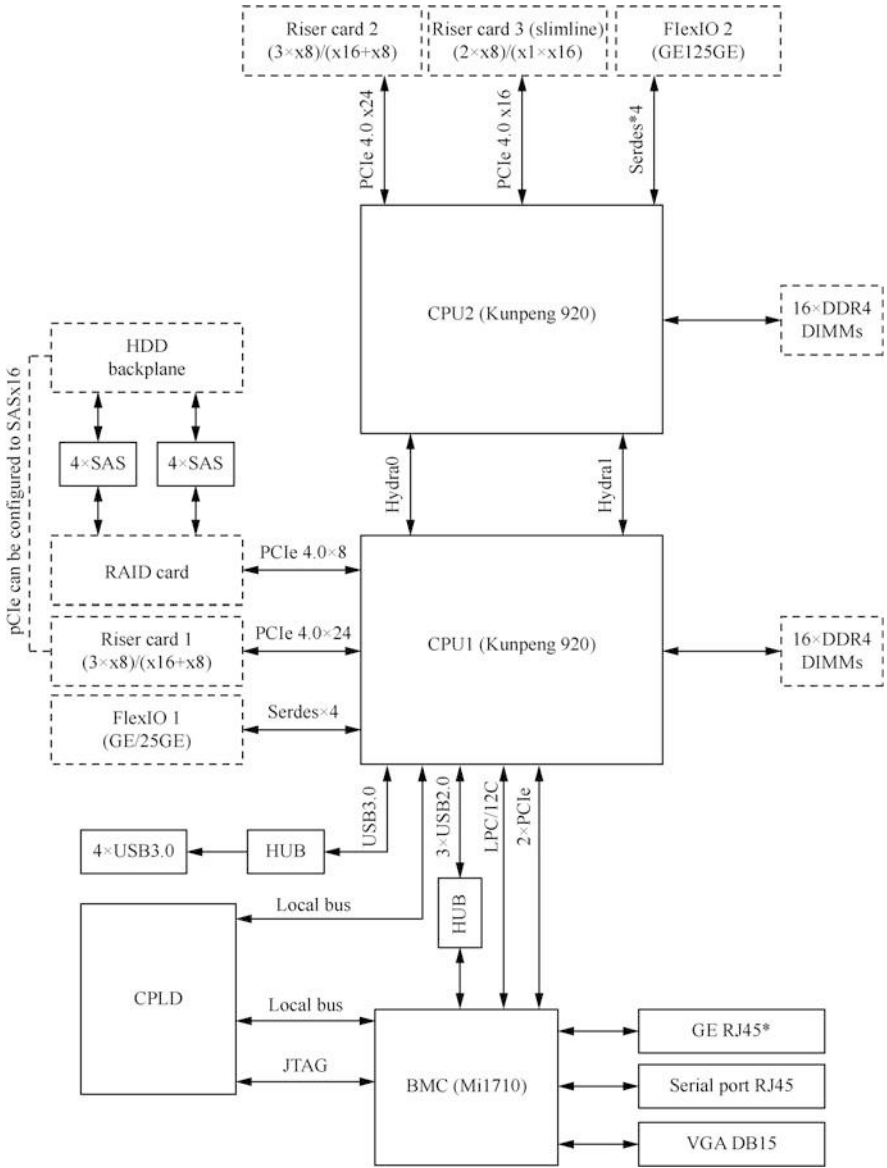 Riser card 2
(3×x8)/(x16+x8)
Riser card 3 (slimline)
(2×x8)/(x1×x16)
FlexIO 2
(GE125GE)
PCIe 4.0 x24
PCIe 4.0 x16
Serdes*4
CPU2 (Kunpeng 920)
16×DDR4
DIMMs
HDD
backplane
pCIe can be configured to SASx16
4×SAS
4×SAS
Hydra0
Hydra1
RAID card
PCIe 4.0×8
Riser card 1
(3×x8)/(x16+x8)
PCIe 4.0×24
CPU1 (Kunpeng 920)
16×DDR4
DIMMs
FlexIO 1
(GE/25GE)
Serdes×4
USB3.0
3×USB2.0
LPC/12C
2×PCIe
4×USB3.0
HUB
HUB
Local bus
CPLD
Local bus
JTAG
BMC (Mi1710)
GE RJ45*
Serial port RJ45
VGA DB15